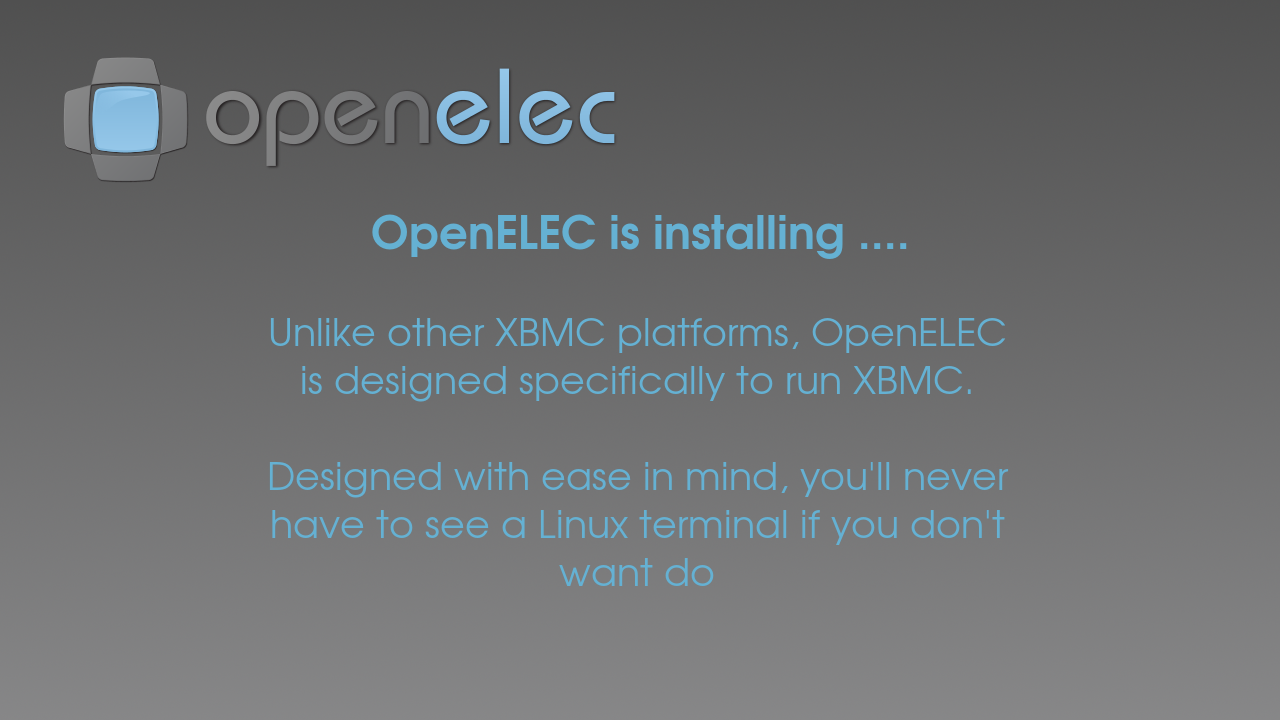 openelec
OpenELEC is installing ....
Unlike other XBMC platforms, OpenELEC
is designed specifically to run XBMC.
Designed with ease in mind, you'll never
have to see a Linux terminal if you don't
want do